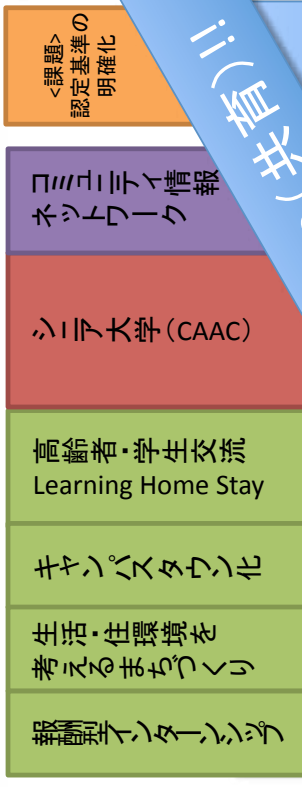 <課題>
認定基準の
明確化
(共育)!!
コミュニティ情報
ネットワーク
シニア大学(CAAC)
高齢者・学生交流
Learning Home Stay
キャンパスタウン化
生活・住環境を
考えるまちづくり
報酬型インターンシップ